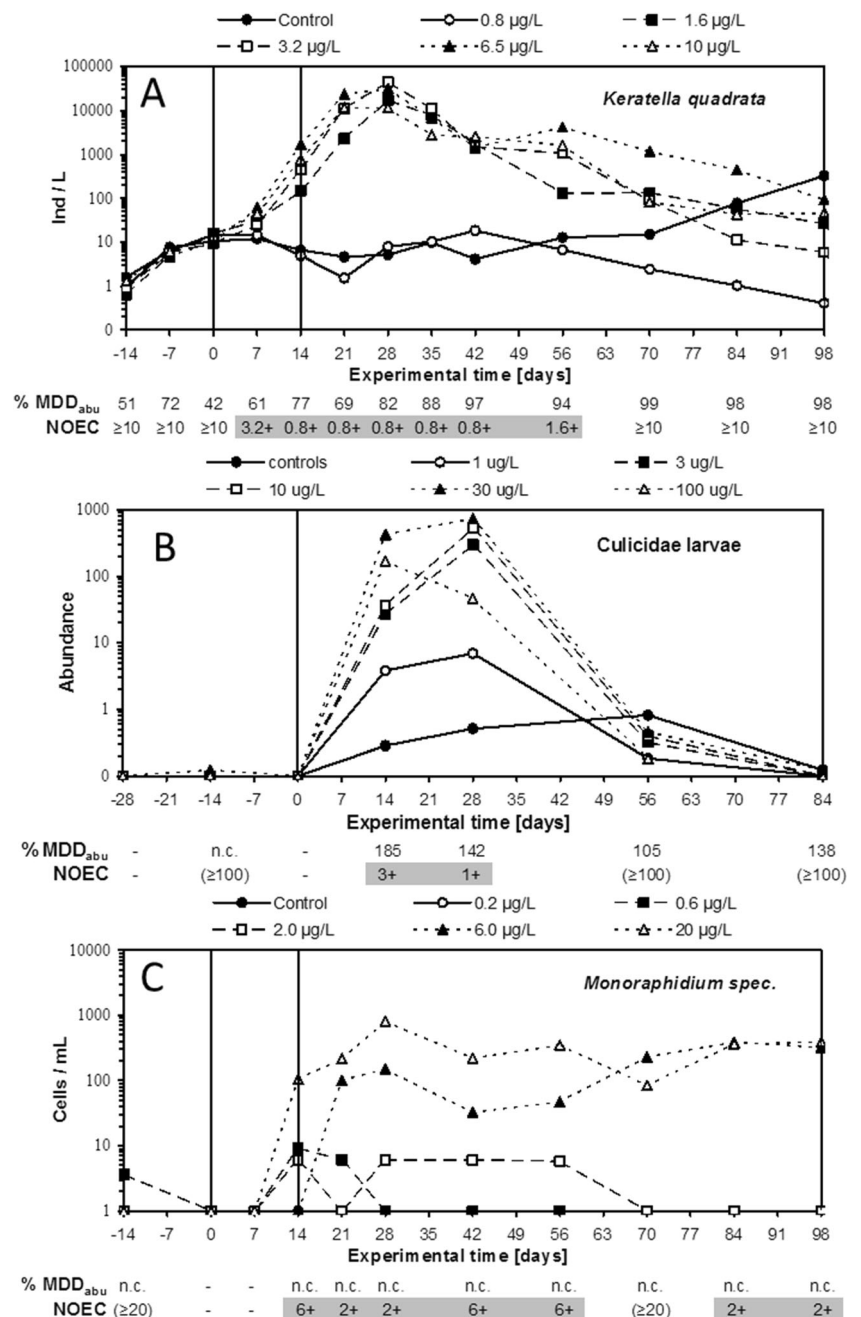 Control 0.8 µg/L 1.6 µg/L
3.2 µg/L 6.5 µg/L 10 µg/L
A
Keratella quadrata
Ind / L
100000
10000
1000
100
10
1
0
-14 -7 0 7 14 21 28 35 42 49 56 63 70 84 91 98
Experimental time [days]
% MDDabu 51 72 42 61 77 69 82 88 97 94 99 98 98
NOEC ≥10 ≥10 ≥10 3.2+ 0.8+ 0.8+ 0.8+ 0.8+ 0.8+ 1.6+ ≥10 ≥10 ≥10
controls 1 ug/L 3 ug/L
10 ug/L 30 ug/L 100 ug/L
B
Culicidae larvae
Abundance
1000
100
10
1
0
-28 -21 -14 -7 0 7 14 21 28 35 42 49 56 63 70 77 84
Experimental time [days]
% MDDabu - n.c. - 185 142 105 138
NOEC - (≥100) - 3+ 1+ (≥100) (≥100)
Control 0.2 µg/L 0.6 µg/L
2.0 µg/L 6.0 µg/L 20 µg/L
C
Monoraphidium spec.
Cells / mL
10000
1000
100
10
1
-14 -7 0 7 14 21 28 35 42 49 56 63 70 77 84 91 98
Experimental time [days]
% MDDabu n.c. - - n.c. n.c. n.c. n.c. n.c. n.c. n.c. n.c.
NOEC (≥20) - - 6+ 2+ 2+ 6+ 6+ (≥20) 2+ 2+